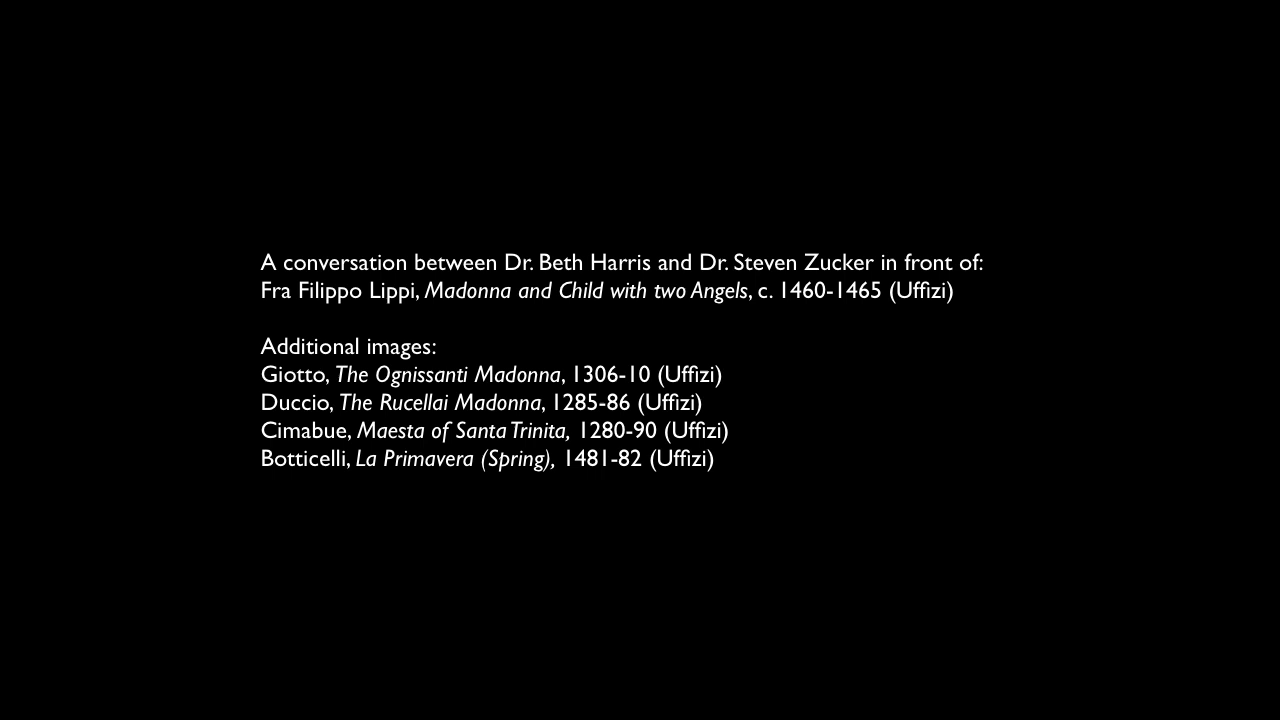 A conversation between Dr. Beth Harris and Dr. Steven Zucker in front of:
Fra Filippo Lippi, Madonna and Child with two Angels, c. 1460-1465 (Uffizi)
Additional images:
Giotto, The Ognissanti Madonna, 1306-10 (Uffizi)
Duccio, The Rucellai Madonna, 1285-86 (Uffizi)
Cimabue, Maesta of Santa Trinita, 1280-90 (Uffizi)
Botticelli, La Primavera (Spring), 1481-82 (Uffizi)